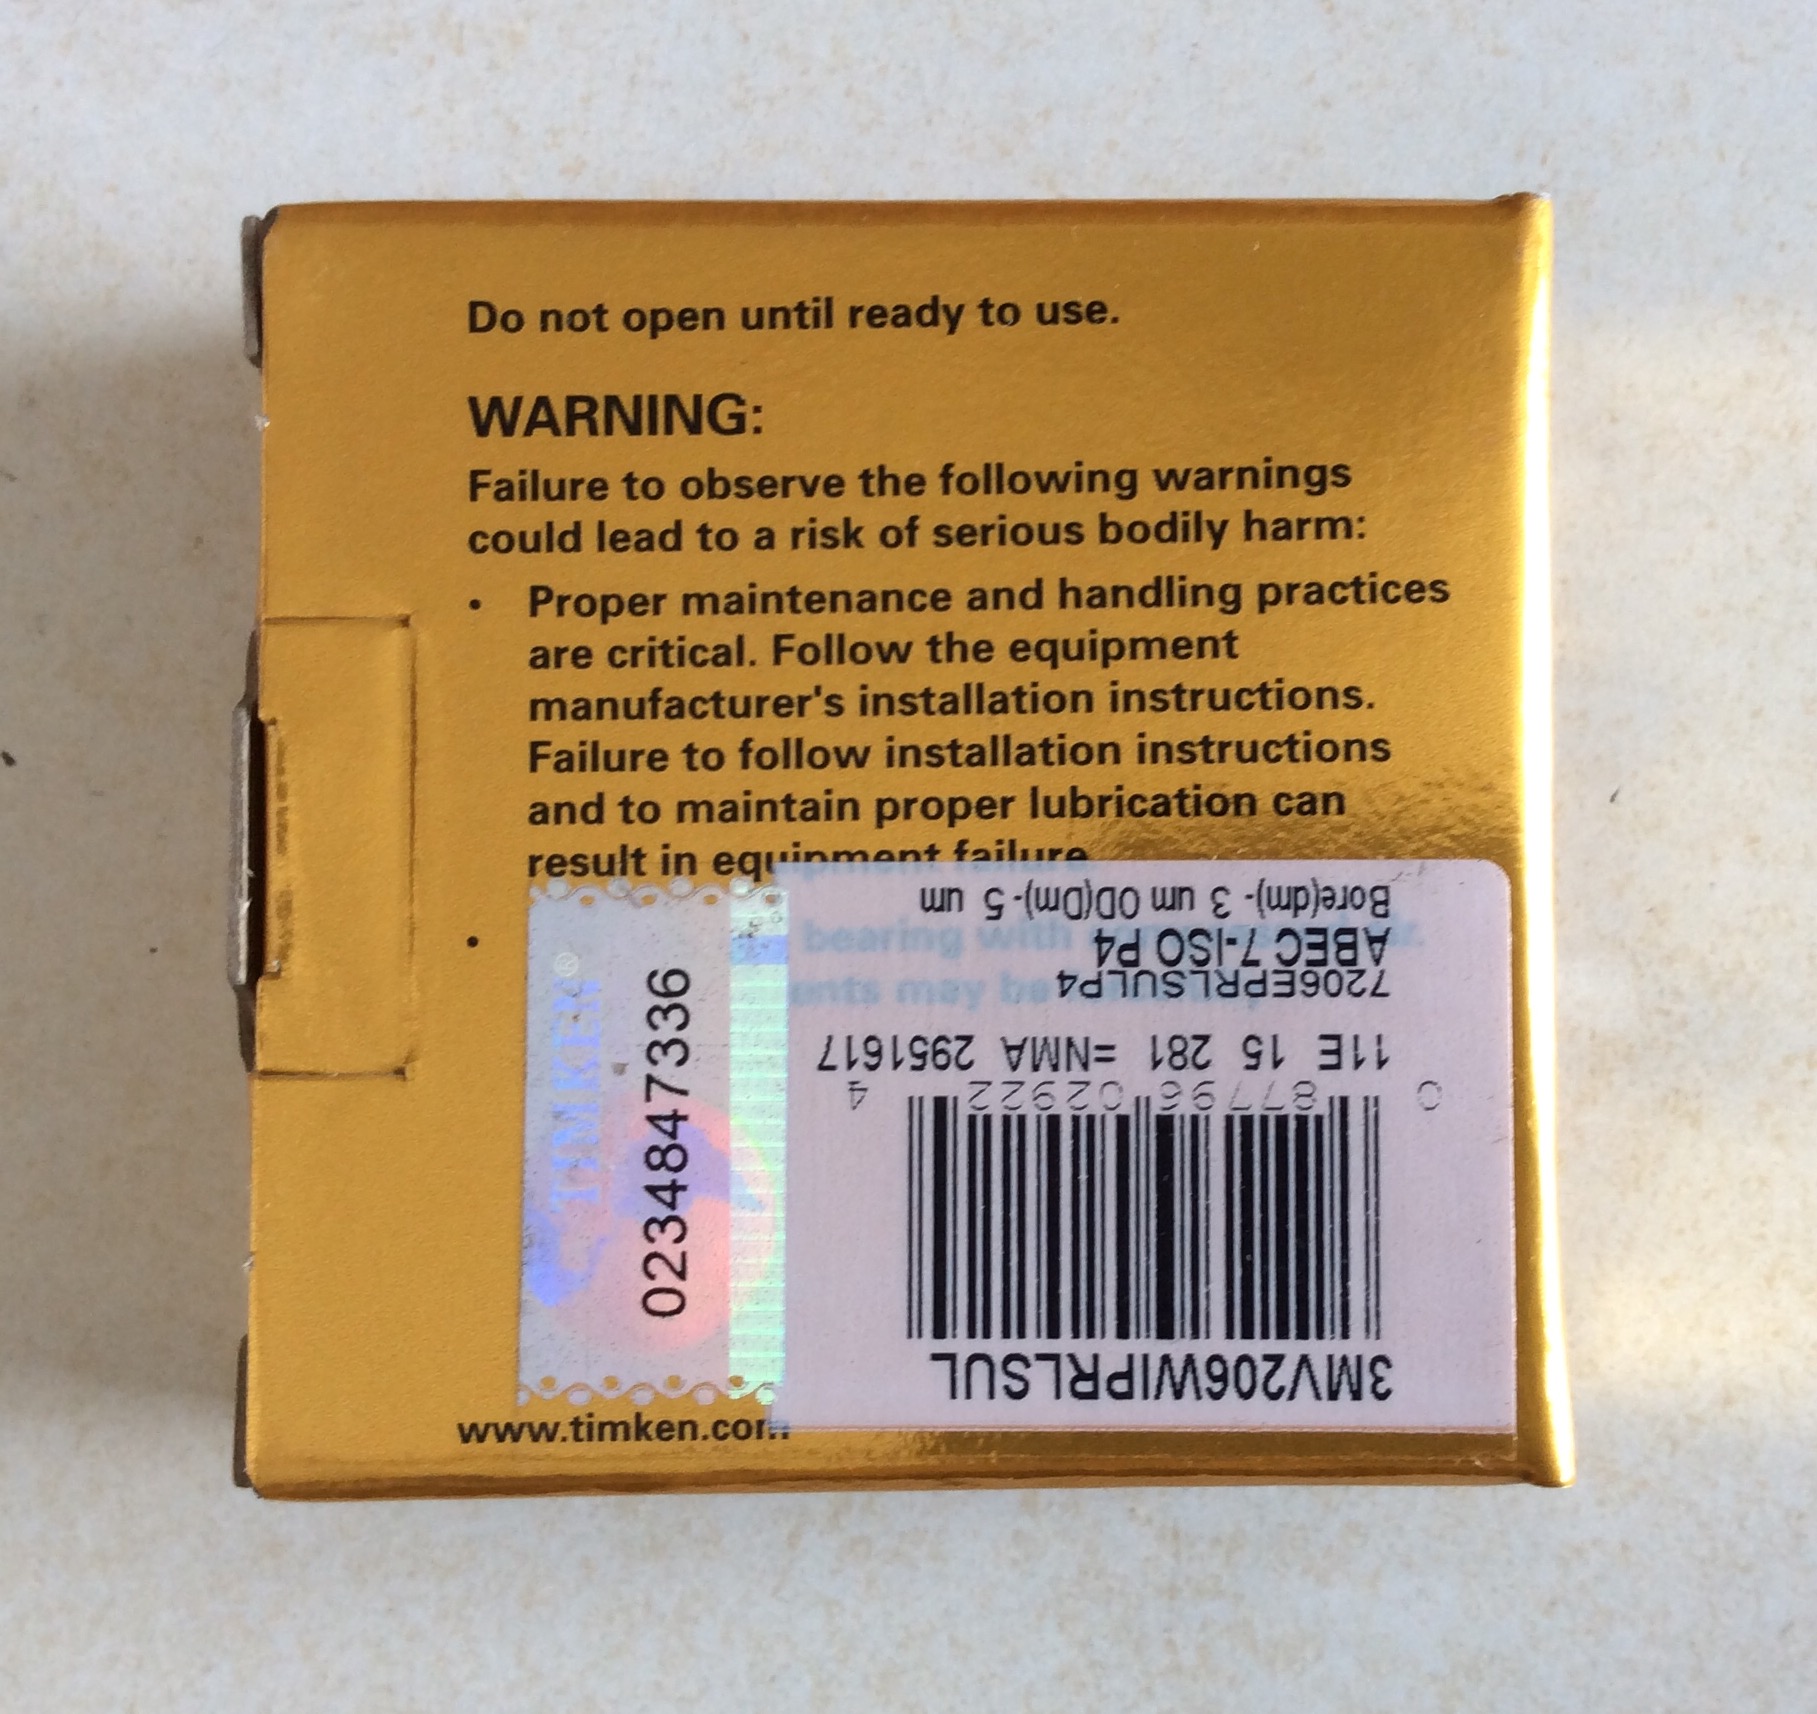 Do not open until ready to use.
WARNING:
Failure to observe the following warnings
could lead to a risk of serious bodily harm:
• Proper maintenance and handling practices
are critical. Follow the equipment
manufacturer's installation instructions.
Failure to follow installation instructions
and to maintain proper lubrication can
result in equipment failure.
• bearing with
may be
TIMKEN®
0234847336
www.timken.com
3MV206WIPRLSUL
0 87796 02922 4
11E 15 281 =NMA 2951617
7206EPRLSULP4
ABEC 7-ISO P4
Bore(dm)- 3 um OD(Dm)- 5 um